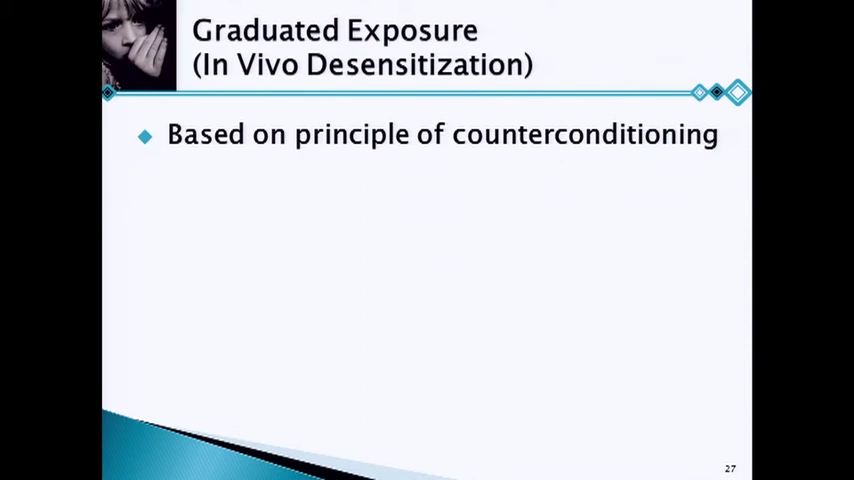 Graduated Exposure
(In Vivo Desensitization)
Based on principle of counterconditioning
27